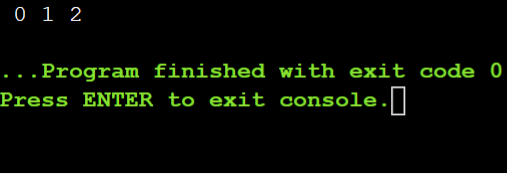 0 1 2
...Program finished with exit code 0
Press ENTER to exit console.